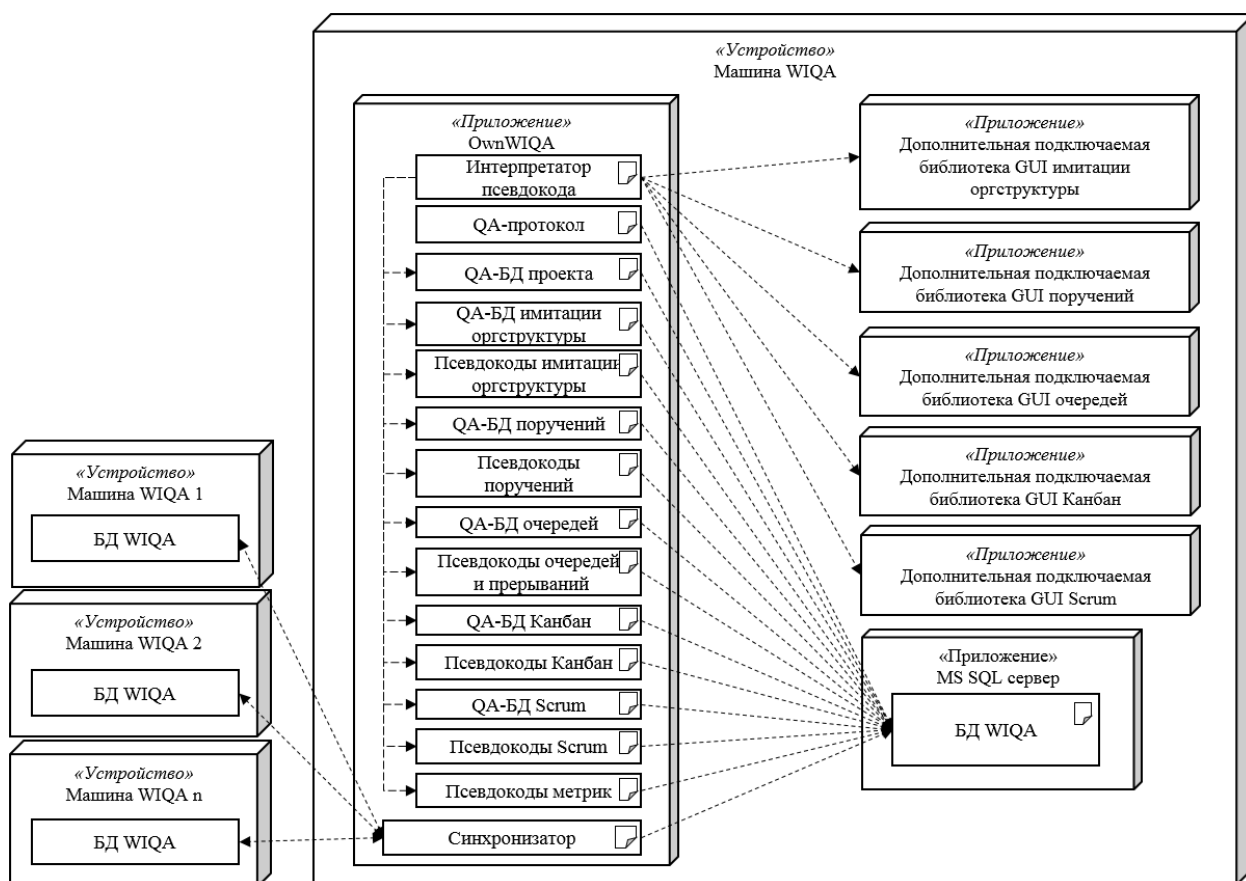 «Устройство»
Машина WIQA
«Приложение»
OwnWIQA
Интерпретатор
псевдокода
QA-протокол
QA-БД проекта
QA-БД имитации
оргструктуры
Псевдокоды имитации
оргструктуры
QA-БД поручений
Псевдокоды
поручений
QA-БД очередей
Псевдокоды очередей
и прерываний
QA-БД Канбан
Псевдокоды Канбан
QA-БД Scrum
Псевдокоды Scrum
Псевдокоды метрик
Синхронизатор
«Приложение»
Дополнительная подключаемая
библиотека GUI имитации
оргструктуры
«Приложение»
Дополнительная подключаемая
библиотека GUI поручений
«Приложение»
Дополнительная подключаемая
библиотека GUI очередей
«Приложение»
Дополнительная подключаемая
библиотека GUI Канбан
«Приложение»
Дополнительная подключаемая
библиотека GUI Scrum
«Приложение»
MS SQL сервер
БД WIQA
«Устройство»
Машина WIQA 1
БД WIQA
«Устройство»
Машина WIQA 2
БД WIQA
«Устройство»
Машина WIQA n
БД WIQA